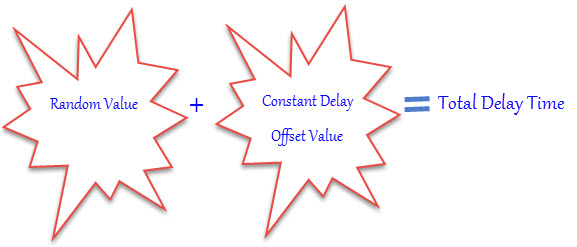 Random Value
+
Constant Delay
Offset Value
= Total Delay Time